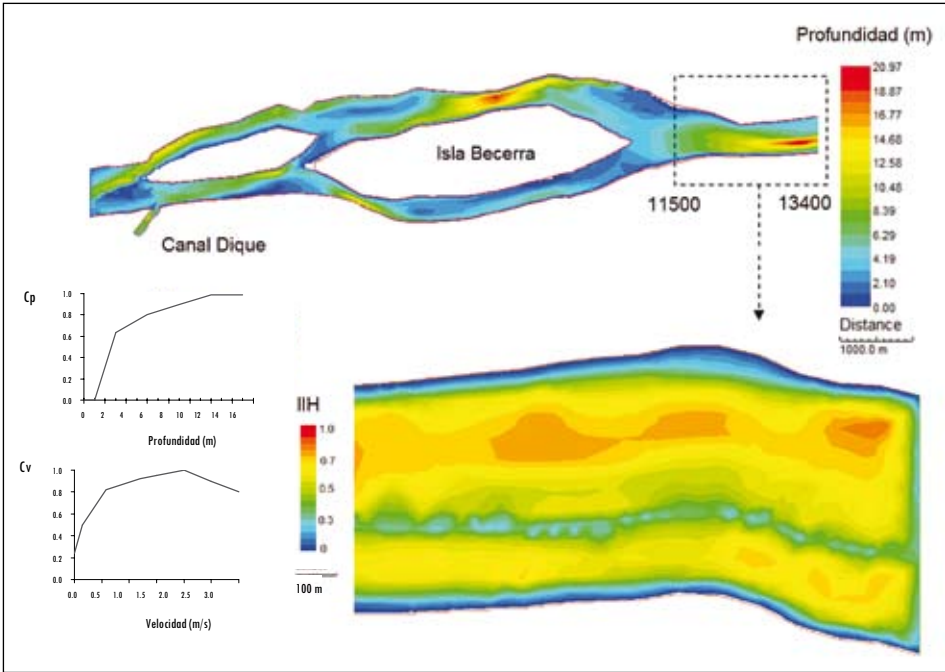 Profundidad (m)
20.97
18.87
16.77
14.68
12.58
10.48
8.39
6.29
4.19
2.10
0.00
Distance
1000.0 m
Isla Becerra
11500
13400
Canal Dique
Cp
1.0
0.8
0.6
0.4
0.2
0.0
0 2 4 6 8 10 12 14 16
Profundidad (m)
Cv
1.0
0.8
0.6
0.4
0.2
0.0
0.0 0.5 1.0 1.5 2.0 2.5 3.0
Velocidad (m/s)
IIH
1.0
0.7
0.5
0.3
0
100 m